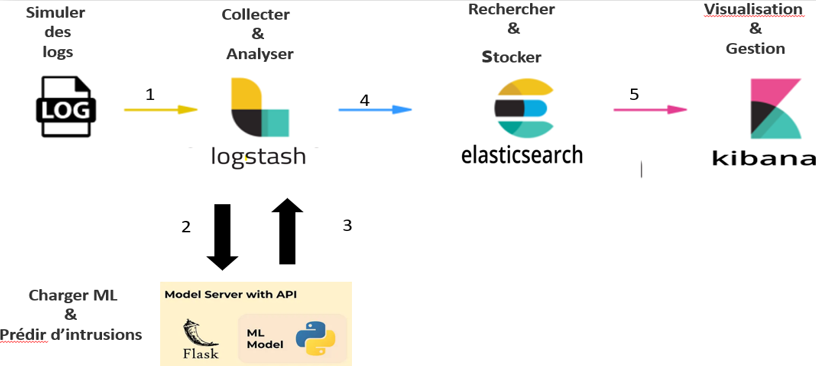 Simuler
des
logs
LOG
1
Collecter
&
Analyser
logstash
4
Rechercher
&
Stocker
elasticsearch
5
Visualisation
&
Gestion
kibana
2
3
Charger ML
&
Prédir d'intrusions
Model Server with API
Flask
ML
Model